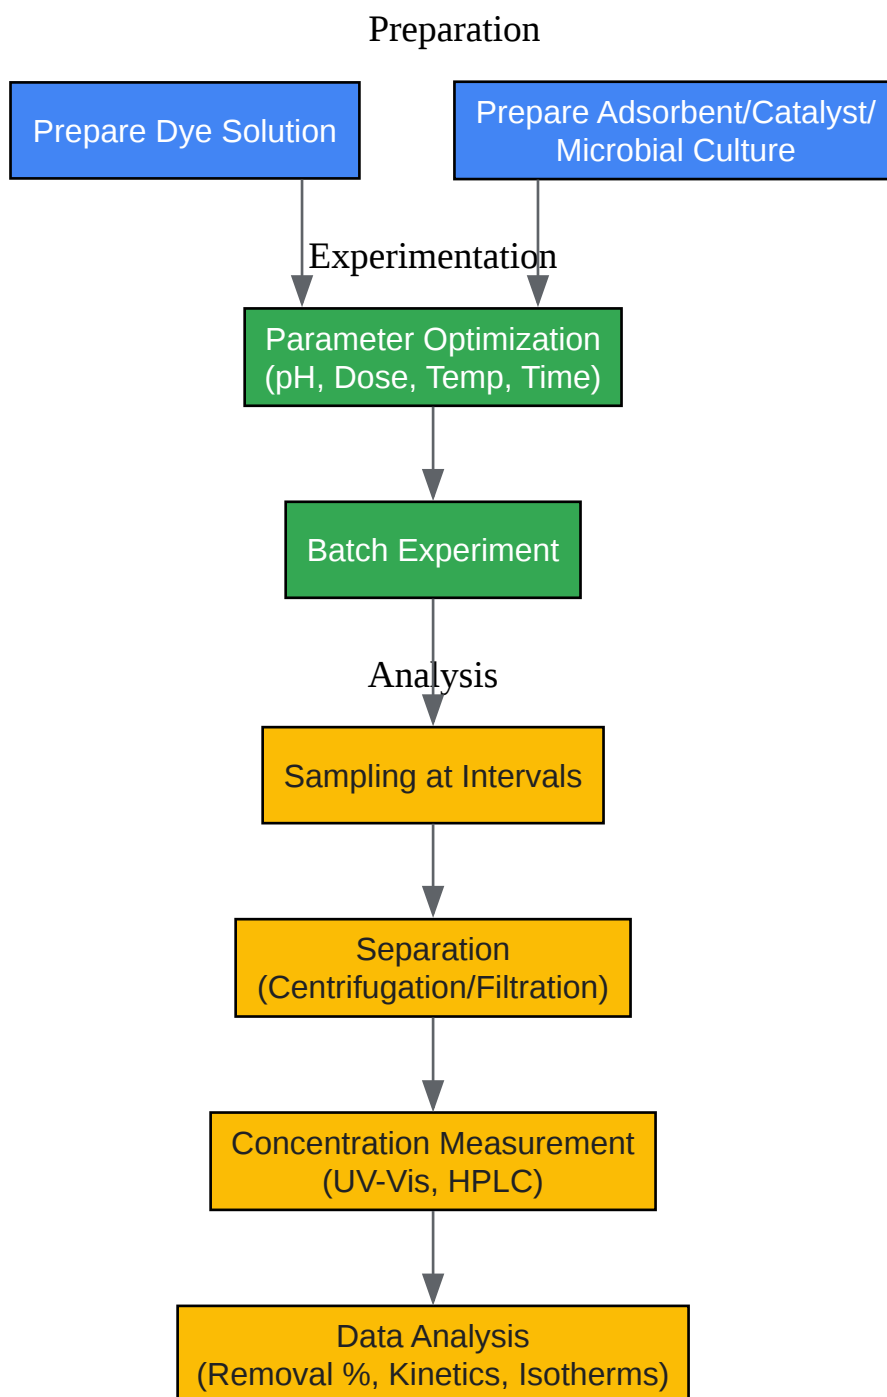 Preparation
Prepare Dye Solution
Prepare Adsorbent/Catalyst/
Microbial Culture
Experimentation
Parameter Optimization
(pH, Dose, Temp, Time)
Batch Experiment
Analysis
Sampling at Intervals
Separation
(Centrifugation/Filtration)
Concentration Measurement
(UV-Vis, HPLC)
Data Analysis
(Removal %, Kinetics, Isotherms)